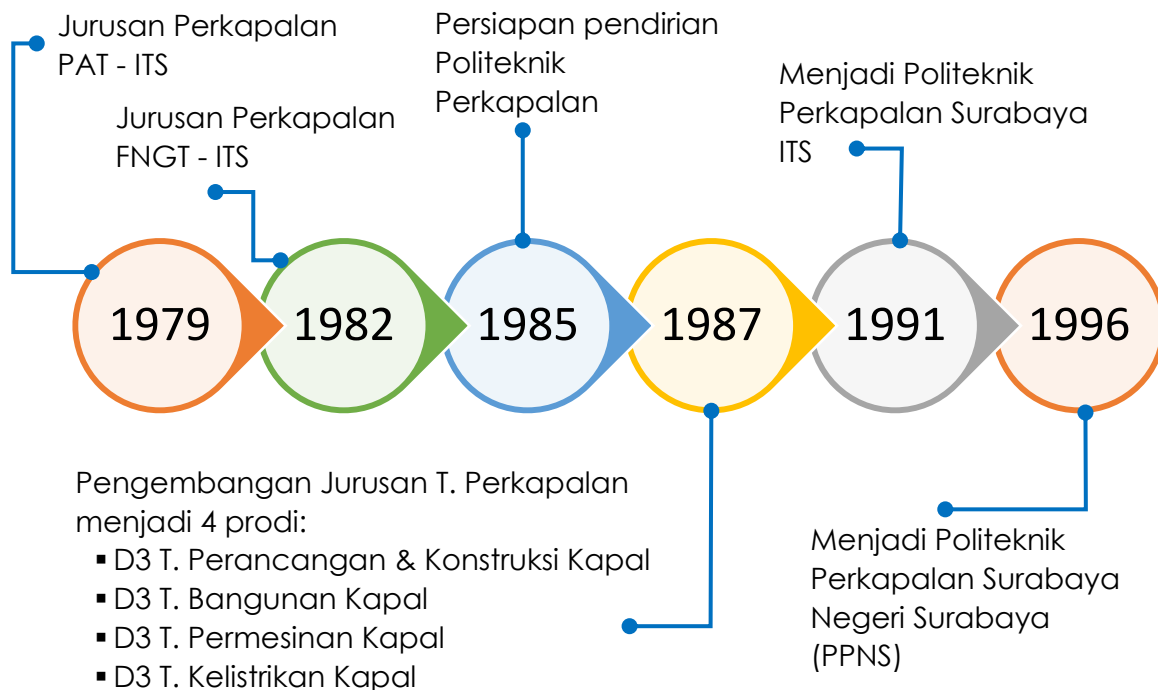 Jurusan Perkapalan
PAT - ITS
Jurusan Perkapalan
FNGT - ITS
Persiapan pendirian
Politeknik
Perkapalan
Menjadi Politeknik
Perkapalan Surabaya
ITS
1979
1982
1985
1987
1991
1996
Pengembangan Jurusan T. Perkapalan
menjadi 4 prodi:
▪ D3 T. Perancangan & Konstruksi Kapal
▪ D3 T. Bangunan Kapal
▪ D3 T. Permesinan Kapal
▪ D3 T. Kelistrikan Kapal
Menjadi Politeknik
Perkapalan Surabaya
Negeri Surabaya
(PPNS)